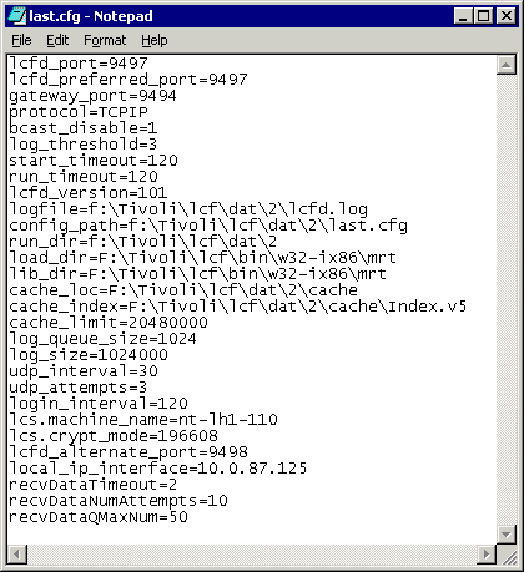 last.cfg - Notepad
File Edit Format Help
lcfd_port=9497
lcfd_preferred_port=9497
gateway_port=9494
protocol=TCPIP
bcast_disable=1
log_threshold=3
start_timeout=120
run_timeout=120
lcfd_version=101
logfile=f:\Tivoli\lcf\dat\2\lcfd.log
config_path=f:\Tivoli\lcf\dat\2\last.cfg
run_dir=f:\Tivoli\lcf\dat\2
load_dir=F:\Tivoli\lcf\bin\w32-ix86\mrt
lib_dir=F:\Tivoli\lcf\bin\w32-ix86\mrt
cache_loc=F:\Tivoli\lcf\dat\2\cache
cache_index=F:\Tivoli\lcf\dat\2\cache\Index.v5
cache_limit=20480000
log_queue_size=1024
log_size=1024000
udp_interval=30
udp_attempts=3
login_interval=120
lcs.machine_name=nt-lh1-110
lcs.crypt_mode=196608
lcfd_alternate_port=9498
local_ip_interface=10.0.87.125
recvDataTimeout=2
recvDataNumAttempts=10
recvDataQMaxNum=50